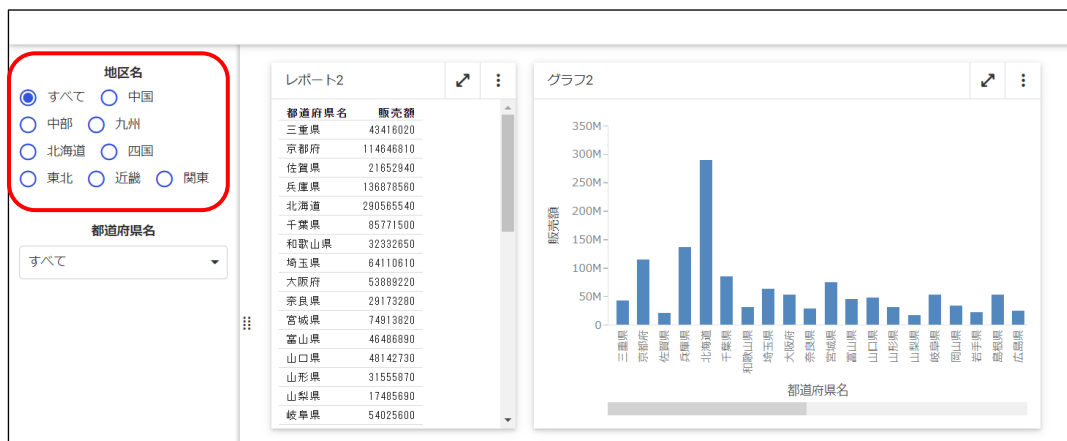 地区名
すべて 中国
中部 九州
北海道 四国
東北 近畿 関東
都道府県名
すべて
レポート2
都道府県名 販売額
三重県 43416020
京都府 114646810
佐賀県 21652940
兵庫県 136878560
北海道 290565540
千葉県 85771500
和歌山県 32332650
埼玉県 64110610
大阪府 53889220
奈良県 29173280
宮城県 74913820
富山県 46486890
山口県 48142730
山形県 31555870
山梨県 17485690
岐阜県 54025600
グラフ2
350M
300M
250M
200M
150M
100M
50M
0
販売額
三重県
京都府
佐賀県
兵庫県
北海道
千葉県
和歌山県
埼玉県
大阪府
奈良県
宮城県
富山県
山口県
山形県
山梨県
岐阜県
岡山県
岩手県
島根県
広島県
都道府県名